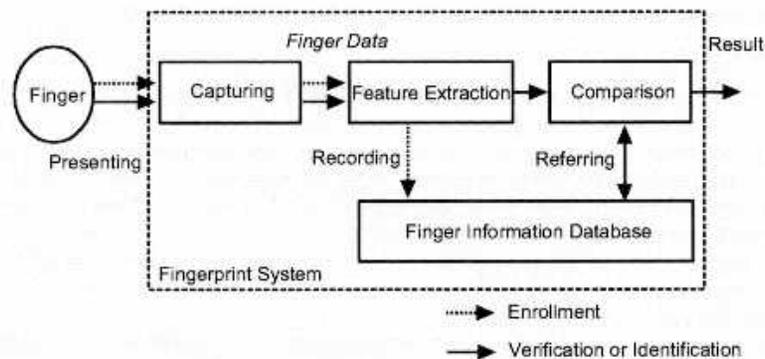 Finger Data
Result
Finger
Capturing
Feature Extraction
Comparison
Presenting
Recording
Referring
Finger Information Database
Fingerprint System
Enrollment
Verification or Identification